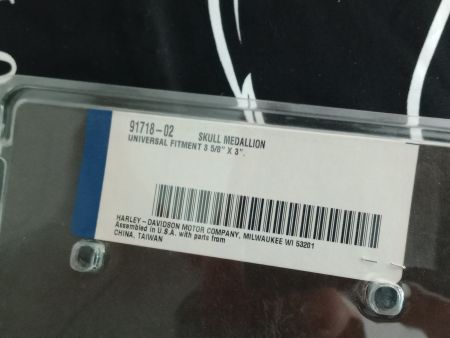 91718-02 SKULL MEDALLION
UNIVERSAL FITMENT 3 5/8" X 3".
HARLEY-DAVIDSON MOTOR COMPANY, MILWAUKEE WI 53201
Assembled in U.S.A. with parts from
CHINA, TAIWAN